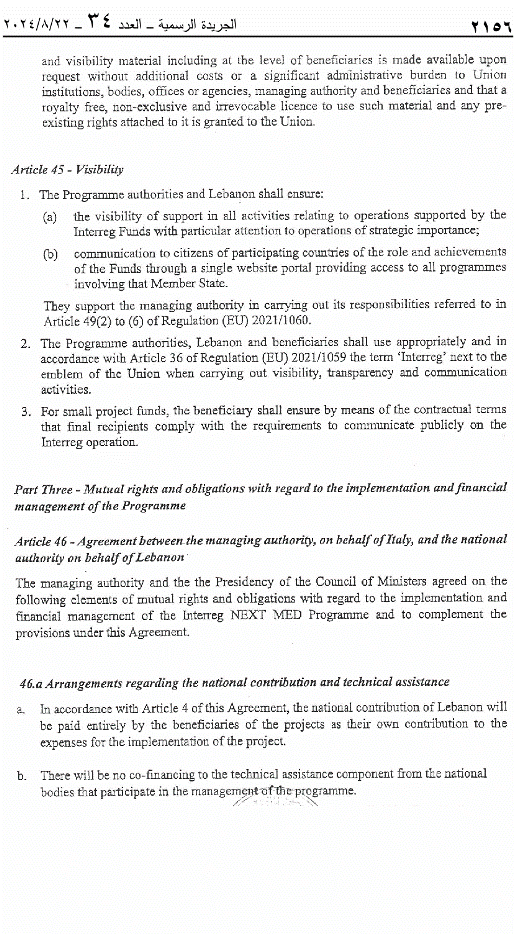 ٢١٥٦ الجريدة الرسمية ـ العدد ٣٤ ـ ٢٠٢٤/٨/٢٢
and visibility material including at the level of beneficiaries is made available upon
request without additional costs or a significant administrative burden to Union
institutions, bodies, offices or agencies, managing authority and beneficiaries and that a
royalty free, non-exclusive and irrevocable licence to use such material and any pre-
existing rights attached to it is granted to the Union.
Article 45 - Visibility
1. The Programme authorities and Lebanon shall ensure:
(a) the visibility of support in all activities relating to operations supported by the
Interreg Funds with particular attention to operations of strategic importance;
(b) communication to citizens of participating countries of the role and achievements
of the Funds through a single website portal providing access to all programmes
involving that Member State.
They support the managing authority in carrying out its responsibilities referred to in
Article 49(2) to (6) of Regulation (EU) 2021/1060.
2. The Programme authorities, Lebanon and beneficiaries shall use appropriately and in
accordance with Article 36 of Regulation (EU) 2021/1059 the term ‘Interreg’ next to the
emblem of the Union when carrying out visibility, transparency and communication
activities.
3. For small project funds, the beneficiary shall ensure by means of the contractual terms
that final recipients comply with the requirements to communicate publicly on the
Interreg operation.
Part Three - Mutual rights and obligations with regard to the implementation and financial
management of the Programme
Article 46 - Agreement between the managing authority, on behalf of Italy, and the national
authority on behalf of Lebanon
The managing authority and the the Presidency of the Council of Ministers agreed on the
following elements of mutual rights and obligations with regard to the implementation and
financial management of the Interreg NEXT MED Programme and to complement the
provisions under this Agreement.
46.a Arrangements regarding the national contribution and technical assistance
a. In accordance with Article 4 of this Agreement, the national contribution of Lebanon will
be paid entirely by the beneficiaries of the projects as their own contribution to the
expenses for the implementation of the project.
b. There will be no co-financing to the technical assistance component from the national
bodies that participate in the management of the programme.